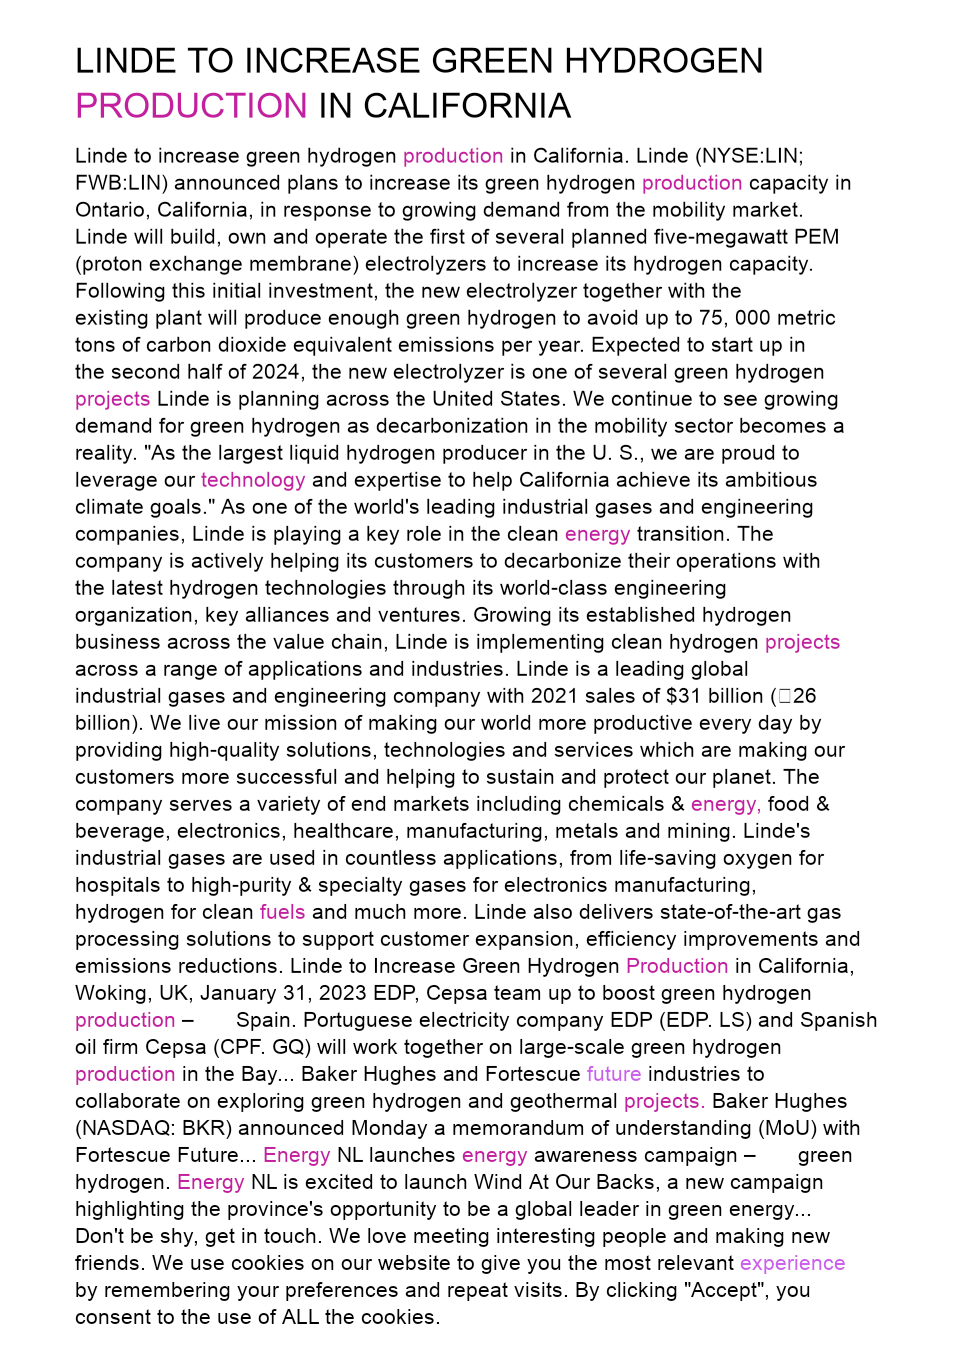 LINDE TO INCREASE GREEN HYDROGEN
PRODUCTION IN CALIFORNIA
Linde to increase green hydrogen production in California. Linde (NYSE:LIN;
FWB:LIN) announced plans to increase its green hydrogen production capacity in
Ontario, California, in response to growing demand from the mobility market.
Linde will build, own and operate the first of several planned five-megawatt PEM
(proton exchange membrane) electrolyzers to increase its hydrogen capacity.
Following this initial investment, the new electrolyzer together with the
existing plant will produce enough green hydrogen to avoid up to 75, 000 metric
tons of carbon dioxide equivalent emissions per year. Expected to start up in
the second half of 2024, the new electrolyzer is one of several green hydrogen
projects Linde is planning across the United States. We continue to see growing
demand for green hydrogen as decarbonization in the mobility sector becomes a
reality. "As the largest liquid hydrogen producer in the U. S., we are proud to
leverage our technology and expertise to help California achieve its ambitious
climate goals." As one of the world's leading industrial gases and engineering
companies, Linde is playing a key role in the clean energy transition. The
company is actively helping its customers to decarbonize their operations with
the latest hydrogen technologies through its world-class engineering
organization, key alliances and ventures. Growing its established hydrogen
business across the value chain, Linde is implementing clean hydrogen projects
across a range of applications and industries. Linde is a leading global
industrial gases and engineering company with 2021 sales of $31 billion (□26
billion). We live our mission of making our world more productive every day by
providing high-quality solutions, technologies and services which are making our
customers more successful and helping to sustain and protect our planet. The
company serves a variety of end markets including chemicals & energy, food &
beverage, electronics, healthcare, manufacturing, metals and mining. Linde's
industrial gases are used in countless applications, from life-saving oxygen for
hospitals to high-purity & specialty gases for electronics manufacturing,
hydrogen for clean fuels and much more. Linde also delivers state-of-the-art gas
processing solutions to support customer expansion, efficiency improvements and
emissions reductions. Linde to Increase Green Hydrogen Production in California,
Woking, UK, January 31, 2023 EDP, Cepsa team up to boost green hydrogen
production – Spain. Portuguese electricity company EDP (EDP. LS) and Spanish
oil firm Cepsa (CPF. GQ) will work together on large-scale green hydrogen
production in the Bay... Baker Hughes and Fortescue future industries to
collaborate on exploring green hydrogen and geothermal projects. Baker Hughes
(NASDAQ: BKR) announced Monday a memorandum of understanding (MoU) with
Fortescue Future... Energy NL launches energy awareness campaign – green
hydrogen. Energy NL is excited to launch Wind At Our Backs, a new campaign
highlighting the province's opportunity to be a global leader in green energy...
Don't be shy, get in touch. We love meeting interesting people and making new
friends. We use cookies on our website to give you the most relevant experience
by remembering your preferences and repeat visits. By clicking "Accept", you
consent to the use of ALL the cookies.